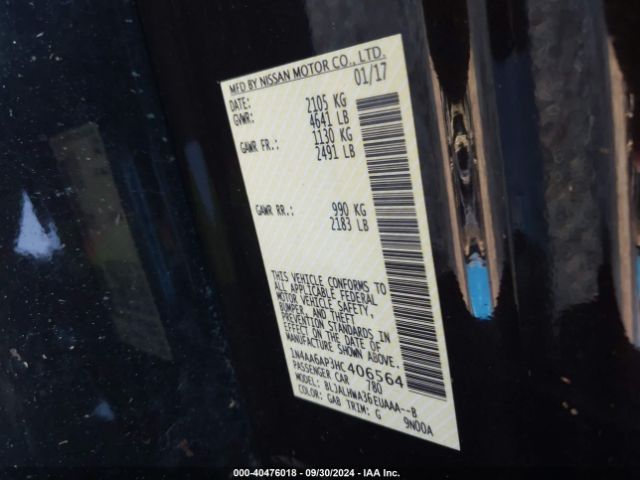 MFD BY NISSAN MOTOR CO., LTD.
DATE: 01/17
GVWR: 2105 KG
4641 LB
GAWR FR.: 1130 KG
2491 LB
GAWR RR.: 990 KG
2183 LB
THIS VEHICLE CONFORMS TO
ALL APPLICABLE FEDERAL
MOTOR VEHICLE SAFETY,
BUMPER, AND THEFT
PREVENTION STANDARDS IN
EFFECT ON THE DATE OF
MANUFACTURE SHOWN ABOVE.
1N4AA6AP3HC406564
PASSENGER CAR 780
MODEL: BLJALHWA36EUAAA--B
COLOR: GAB TRIM: G 9N00A
000-40476018 - 09/30/2024 - IAA Inc.